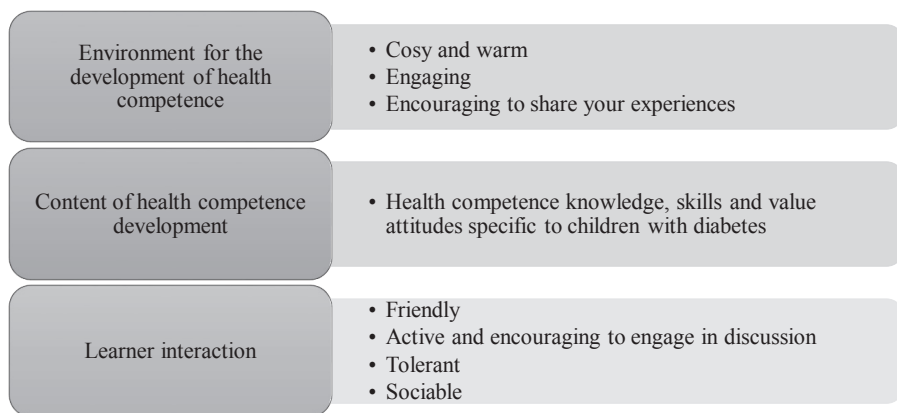 Environment for the
development of health
competence
• Cosy and warm
• Engaging
• Encouraging to share your experiences
Content of health competence
development
• Health competence knowledge, skills and value
attitudes specific to children with diabetes
Learner interaction
• Friendly
• Active and encouraging to engage in discussion
• Tolerant
• Sociable